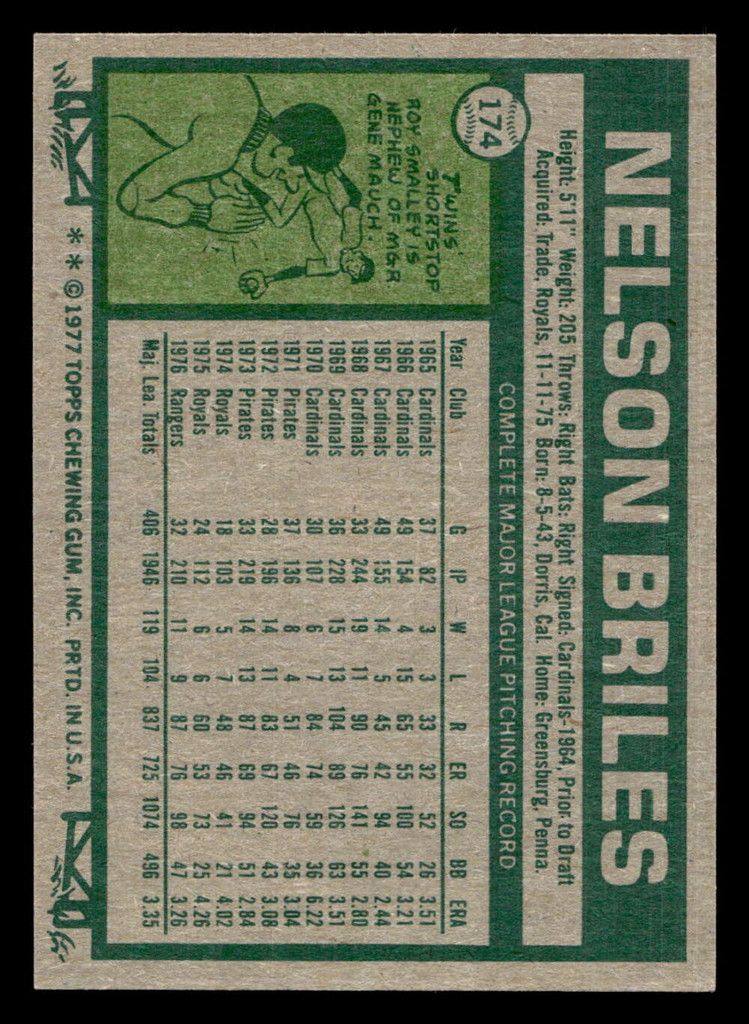 174
NELSON BRILES
Height: 5'11" Weight: 205 Throws: Right Bats: Right Signed: Cardinals-1964, Prior to Draft
Acquired: Trade, Royals, 11-11-75 Born: 8-5-43, Dorris, Cal. Home: Greensburg, Penna.
COMPLETE MAJOR LEAGUE PITCHING RECORD
TWINS'
SHORTSTOP
ROY SMALLEY IS
NEPHEW OF MGR
GENE MAUCH.
Year Club G IP W L R ER SO BB ERA
1965 Cardinals 37 82 3 3 33 32 52 26 3.51
1966 Cardinals 49 154 4 15 65 55 100 54 3.21
1967 Cardinals 49 155 14 5 45 42 94 40 2.44
1968 Cardinals 33 244 19 11 90 76 141 55 2.80
1969 Cardinals 36 228 15 13 104 89 126 63 3.51
1970 Cardinals 30 107 6 7 84 74 59 36 6.22
1971 Pirates 37 136 8 4 51 46 76 35 3.04
1972 Pirates 28 196 14 11 83 67 120 43 3.08
1973 Pirates 33 219 14 13 87 69 94 51 2.84
1974 Royals 18 103 5 7 48 46 41 21 4.02
1975 Royals 24 112 6 6 60 53 73 25 4.26
1976 Rangers 32 210 11 9 87 76 98 47 3.26
Maj. Lea. Totals 406 1946 119 104 837 725 1074 496 3.35
* * © 1977 TOPPS CHEWING GUM, INC. PRTD. IN U.S.A.